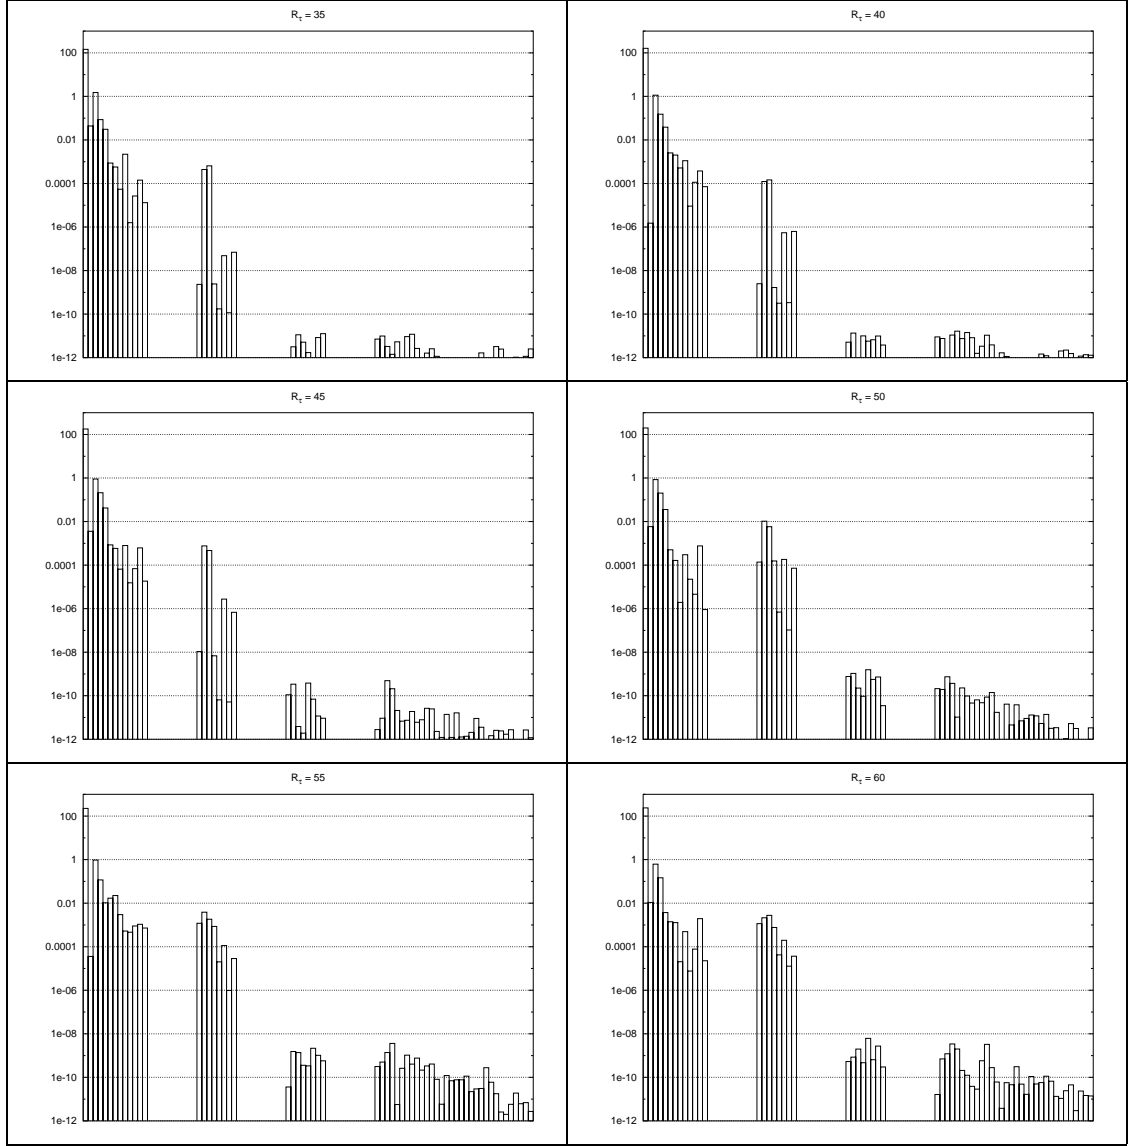 R_τ = 35
100
1
0.01
0.0001
1e-06
1e-08
1e-10
1e-12
R_τ = 40
100
1
0.01
0.0001
1e-06
1e-08
1e-10
1e-12
R_τ = 45
100
1
0.01
0.0001
1e-06
1e-08
1e-10
1e-12
R_τ = 50
100
1
0.01
0.0001
1e-06
1e-08
1e-10
1e-12
R_τ = 55
100
1
0.01
0.0001
1e-06
1e-08
1e-10
1e-12
R_τ = 60
100
1
0.01
0.0001
1e-06
1e-08
1e-10
1e-12